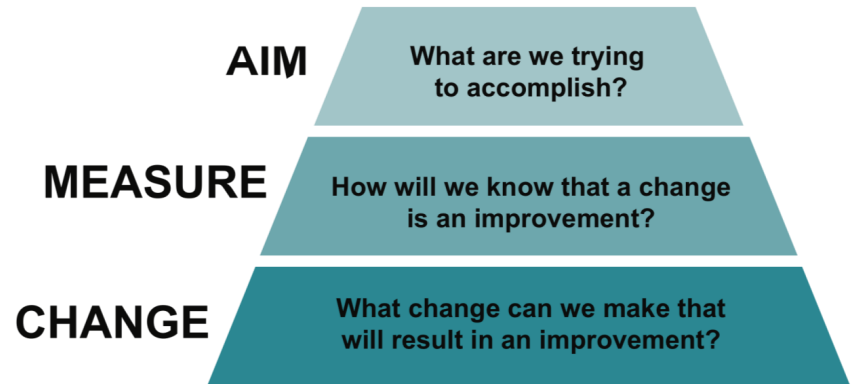 AIM
What are we trying
to accomplish?
MEASURE
How will we know that a change
is an improvement?
CHANGE
What change can we make that
will result in an improvement?